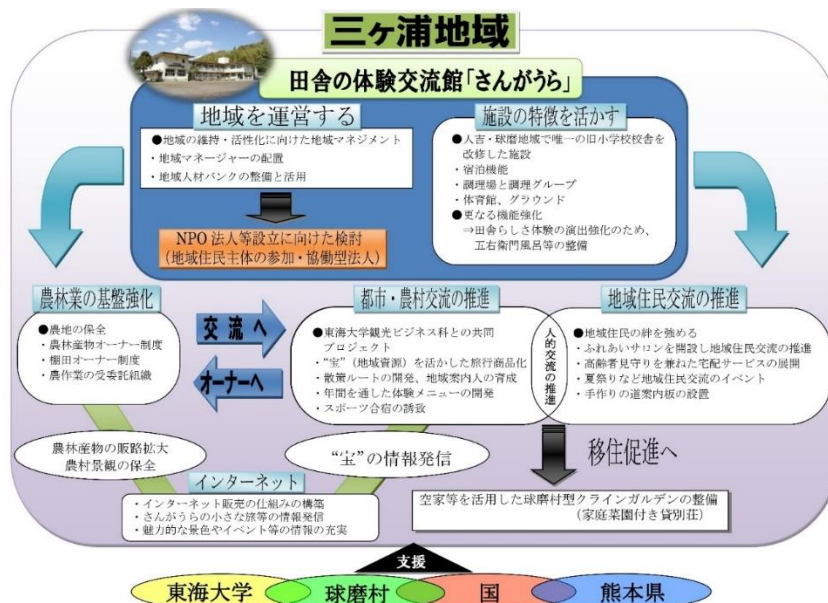 三ヶ浦地域
田舎の体験交流館「さんがうら」
地域を運営する
●地域の維持・活性化に向けた地域マネジメント
・地域マネージャーの配置
・地域人材バンクの整備と活用
NPO法人等設立に向けた検討
(地域住民主体の参加・協働型法人)
施設の特徴を活かす
●人吉・球磨地域で唯一の旧小学校校舎を
改修した施設
・宿泊機能
・調理場と調理グループ
・体育館、グラウンド
●更なる機能強化
⇒田舎らしさ体験の演出強化のため、
五右衛門風呂等の整備
農林業の基盤強化
●農地の保全
・農林産物オーナー制度
・棚田オーナー制度
・農作業の受委託組織
交流へ
オーナーへ
都市・農村交流の推進
●東海大学観光ビジネス科との共同
プロジェクト
・“宝”(地域資源)を活かした旅行商品化
・散策ルートの開発、地域案内人の育成
・年間を通した体験メニューの開発
・スポーツ合宿の誘致
人的交流の推進
地域住民交流の推進
●地域住民の絆を強める
・ふれあいサロンを開設し地域住民交流の推進
・高齢者見守りを兼ねた宅配サービスの展開
・夏祭りなど地域住民交流のイベント
・手作りの道案内板の設置
農林産物の販路拡大
農村景観の保全
“宝”の情報発信
移住促進へ
インターネット
・インターネット販売の仕組みの構築
・さんがうらの小さな旅等の情報発信
・魅力的な景色やイベント等の情報の充実
空家等を活用した球磨村型クラインガルデンの整備
(家庭菜園付き貸別荘)
支援
東海大学
球磨村
国
熊本県